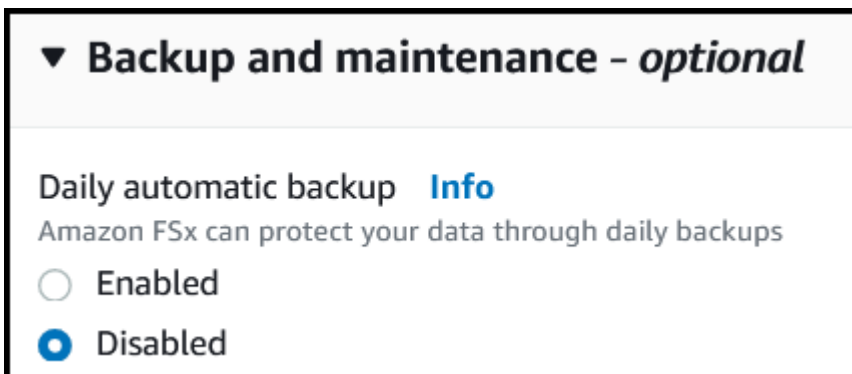 Backup and maintenance - optional
Daily automatic backup Info
Amazon FSx can protect your data through daily backups
Enabled
Disabled